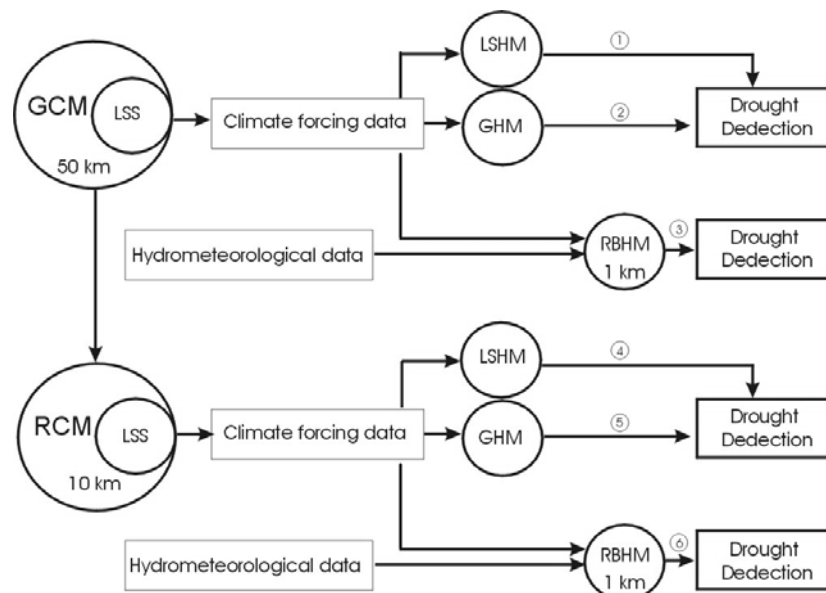 LSHM
①
GCM
LSS
Climate forcing data
GHM
②
Drought
Dedection
50 km
Hydrometeorological data
RBHM
1 km
③
Drought
Dedection
LSHM
④
RCM
LSS
Climate forcing data
GHM
⑤
Drought
Dedection
10 km
Hydrometeorological data
RBHM
1 km
⑥
Drought
Dedection